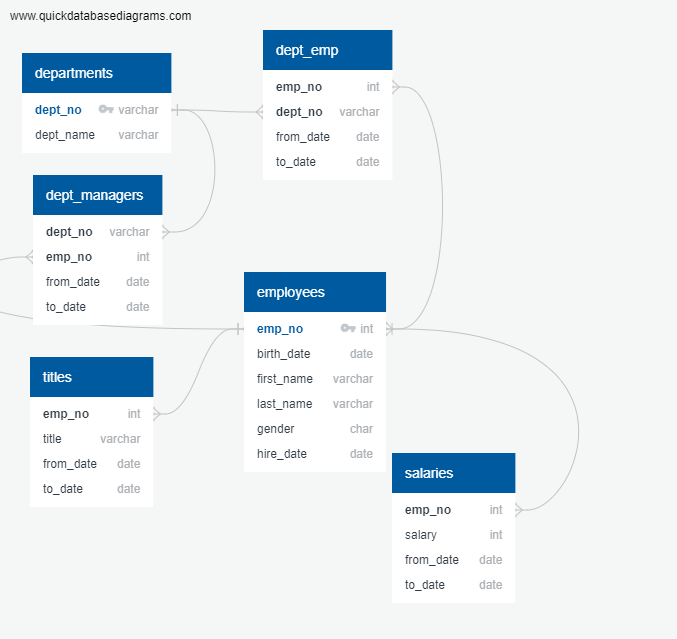 www.quickdatabasediagrams.com
departments
dept_no varchar
dept_name varchar
dept_emp
emp_no int
dept_no varchar
from_date date
to_date date
dept_managers
dept_no varchar
emp_no int
from_date date
to_date date
employees
emp_no int
birth_date date
first_name varchar
last_name varchar
gender char
hire_date date
titles
emp_no int
title varchar
from_date date
to_date date
salaries
emp_no int
salary int
from_date date
to_date date